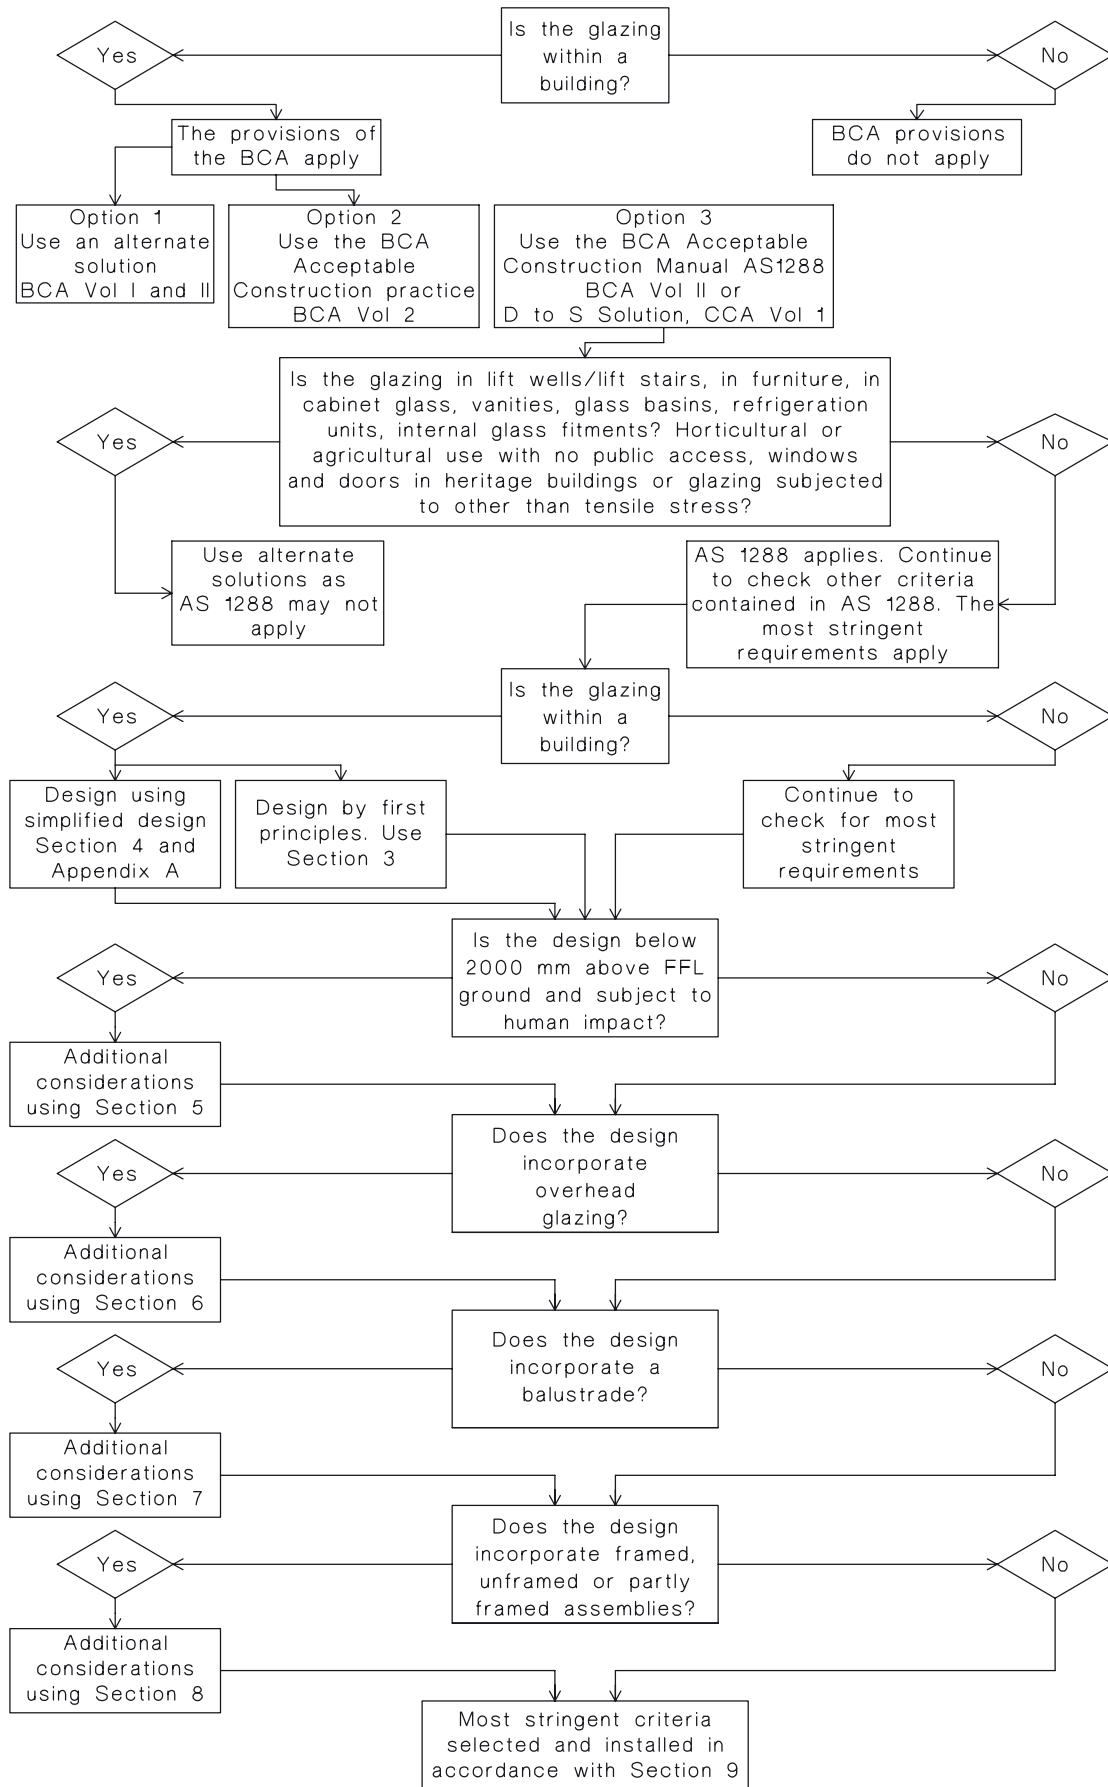 Is the glazing
within a
building?
Yes
No
The provisions of
the BCA apply
BCA provisions
do not apply
Option 1
Use an alternate
solution
BCA Vol I and II
Option 2
Use the BCA
Acceptable
Construction practice
BCA Vol 2
Option 3
Use the BCA Acceptable
Construction Manual AS1288
BCA Vol II or
D to S Solution, CCA Vol 1
Is the glazing in lift wells/lift stairs, in furniture, in
cabinet glass, vanities, glass basins, refrigeration
units, internal glass fitments? Horticultural or
agricultural use with no public access, windows
and doors in heritage buildings or glazing subjected
to other than tensile stress?
Yes
No
Use alternate
solutions as
AS 1288 may not
apply
AS 1288 applies. Continue
to check other criteria
contained in AS 1288. The
most stringent
requirements apply
Is the glazing
within a
building?
Yes
No
Design using
simplified design
Section 4 and
Appendix A
Design by first
principles. Use
Section 3
Continue to
check for most
stringent
requirements
Is the design below
2000 mm above FFL
ground and subject to
human impact?
Yes
No
Additional
considerations
using Section 5
Does the design
incorporate
overhead
glazing?
Yes
No
Additional
considerations
using Section 6
Does the design
incorporate a
balustrade?
Yes
No
Additional
considerations
using Section 7
Does the design
incorporate framed,
unframed or partly
framed assemblies?
Yes
No
Additional
considerations
using Section 8
Most stringent criteria
selected and installed in
accordance with Section 9